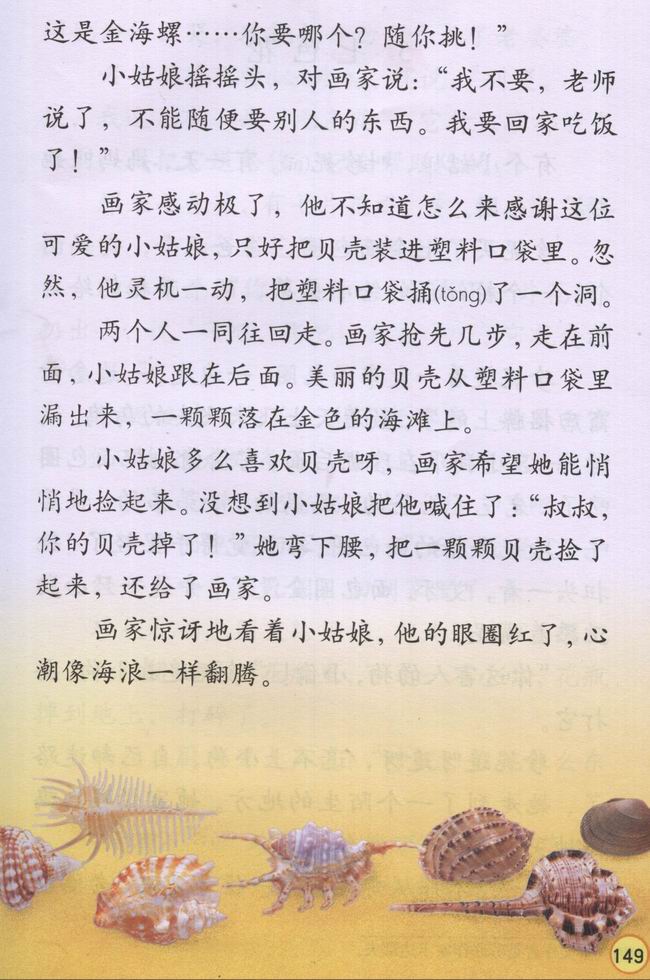 这是金海螺……你要哪个？随你挑！”
小姑娘摇摇头，对画家说：“我不要，老师
说了，不能随便要别人的东西。我要回家吃饭
了！”
画家感动极了，他不知道怎么来感谢这位
可爱的小姑娘，只好把贝壳装进塑料口袋里。忽
然，他灵机一动，把塑料口袋捅(tǒng)了一个洞。
两个人一同往回走。画家抢先几步，走在前
面，小姑娘跟在后面。美丽的贝壳从塑料口袋里
漏出来，一颗颗落在金色的海滩上。
小姑娘多么喜欢贝壳呀，画家希望她能悄
悄地捡起来。没想到小姑娘把他喊住了：“叔叔，
你的贝壳掉了！”她弯下腰，把一颗颗贝壳捡了
起来，还给了画家。
画家惊讶地看着小姑娘，他的眼圈红了，心
潮像海浪一样翻腾。
149